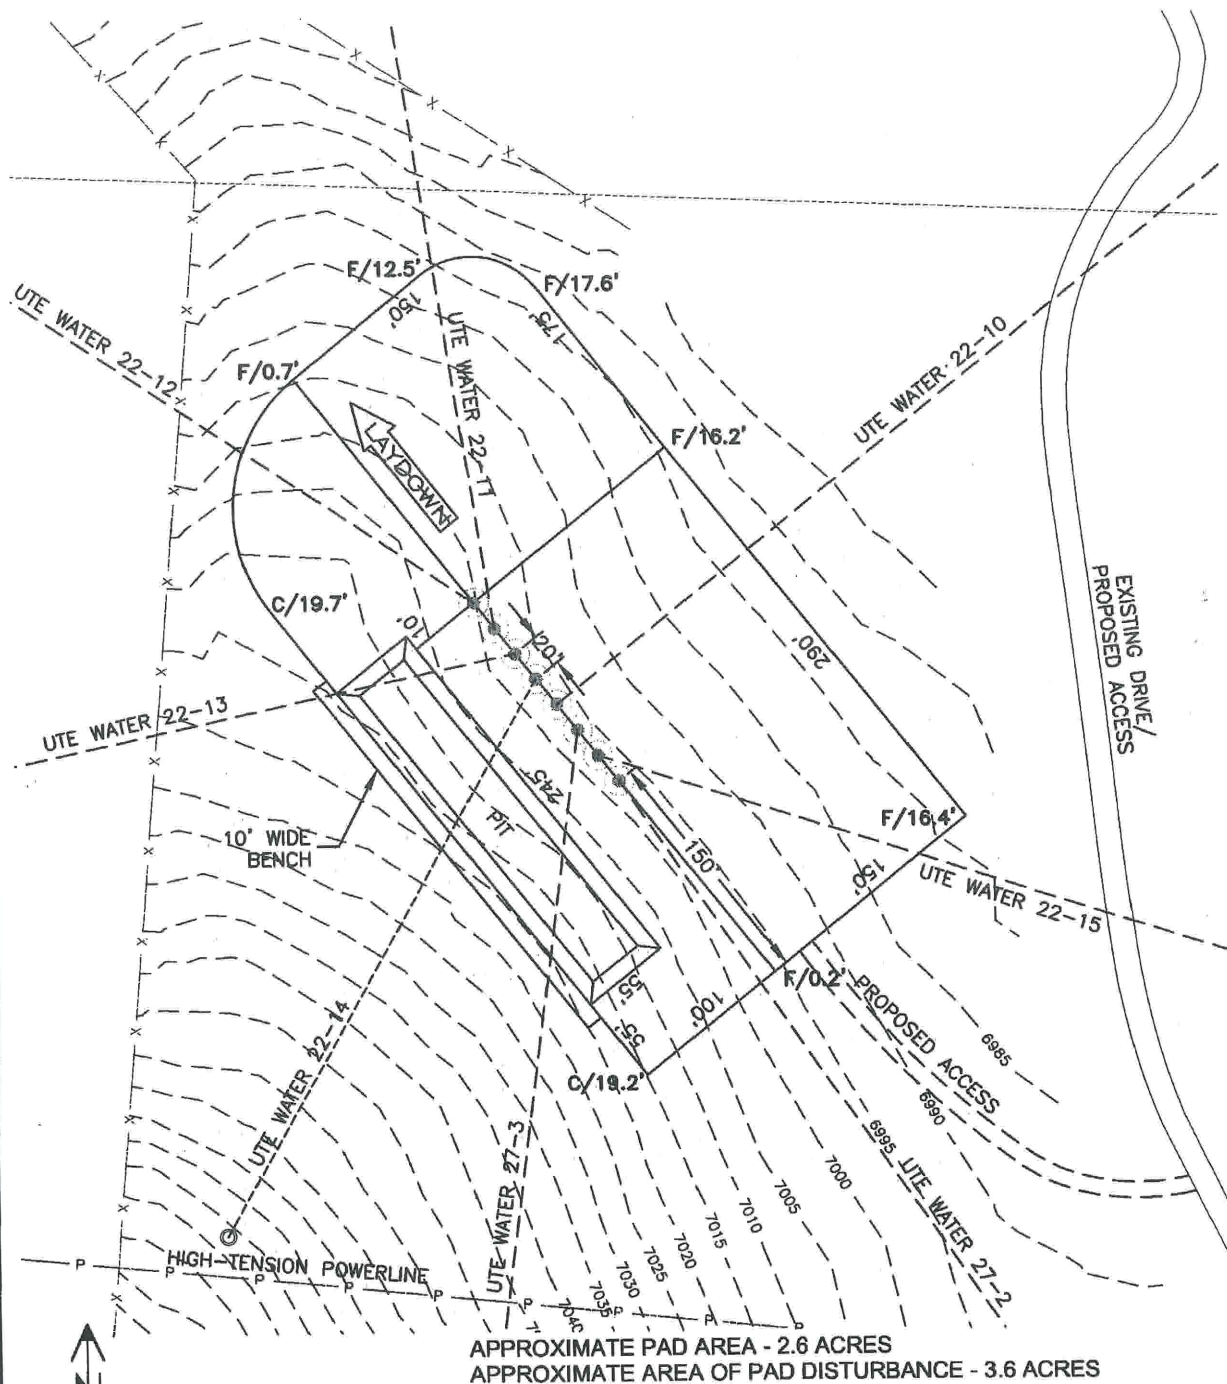 F/12.5'
F/17.6'
150'
175'
UTE WATER 22-12
UTE WATER 22-11
UTE WATER 22-10
F/0.7'
F/16.2'
LAYDOWN
C/19.7'
10'
20'
290'
EXISTING DRIVE/
PROPOSED ACCESS
UTE WATER 22-13
245'
PIT
10' WIDE
BENCH
150'
F/16.4'
150'
UTE WATER 22-15
F/0.2'
55'
55'
100'
C/19.2'
PROPOSED ACCESS
UTE WATER 22-14
UTE WATER 27-3
UTE WATER 27-2
6985
6990
6995
7000
7005
7010
7015
7020
7025
7030
7035
7040
HIGH-TENSION POWERLINE
X X X X X X X X X X X X X X X X X X
P P P P P P P P
N
APPROXIMATE PAD AREA - 2.6 ACRES
APPROXIMATE AREA OF PAD DISTURBANCE - 3.6 ACRES